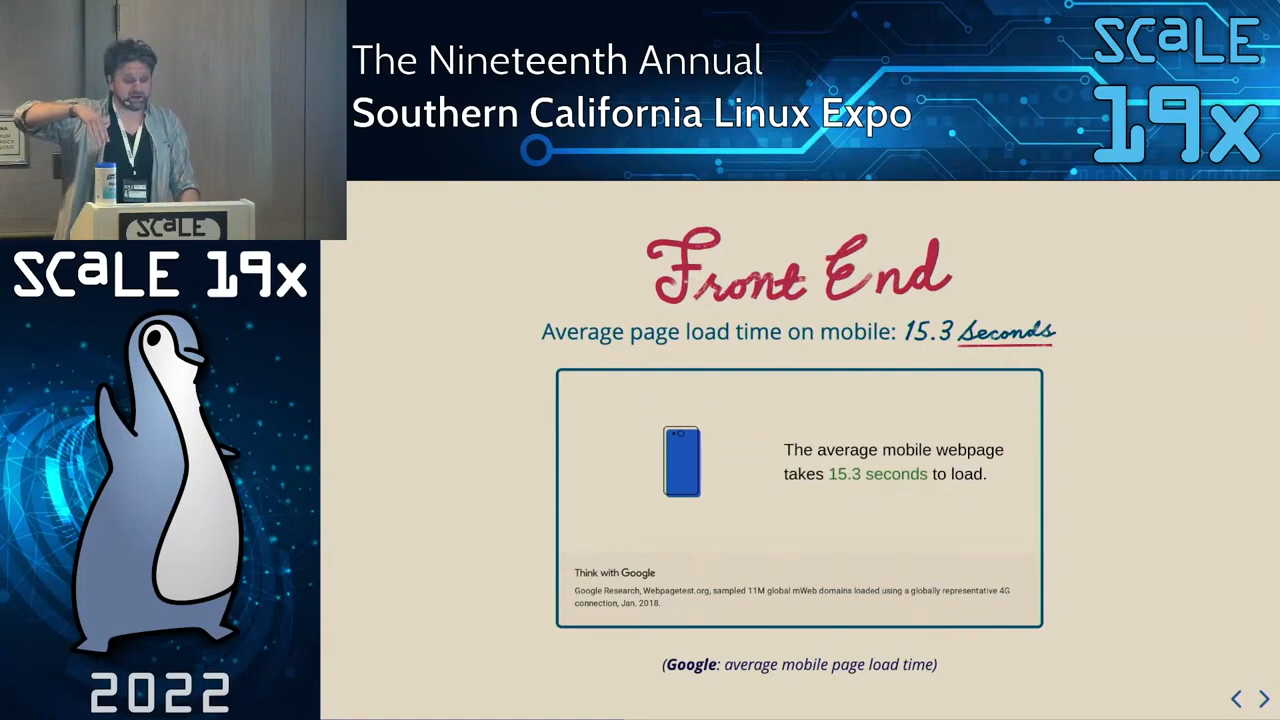 The Nineteenth Annual
Southern California Linux Expo
SCaLE
19x
SCaLE
SCaLE 19x
2022
Front End
Average page load time on mobile: 15.3 Seconds
The average mobile webpage
takes 15.3 seconds to load.
Think with Google
Google Research, Webpagetest.org, sampled 11M global mWeb domains loaded using a globally representative 4G
connection, Jan. 2018.
(Google: average mobile page load time)